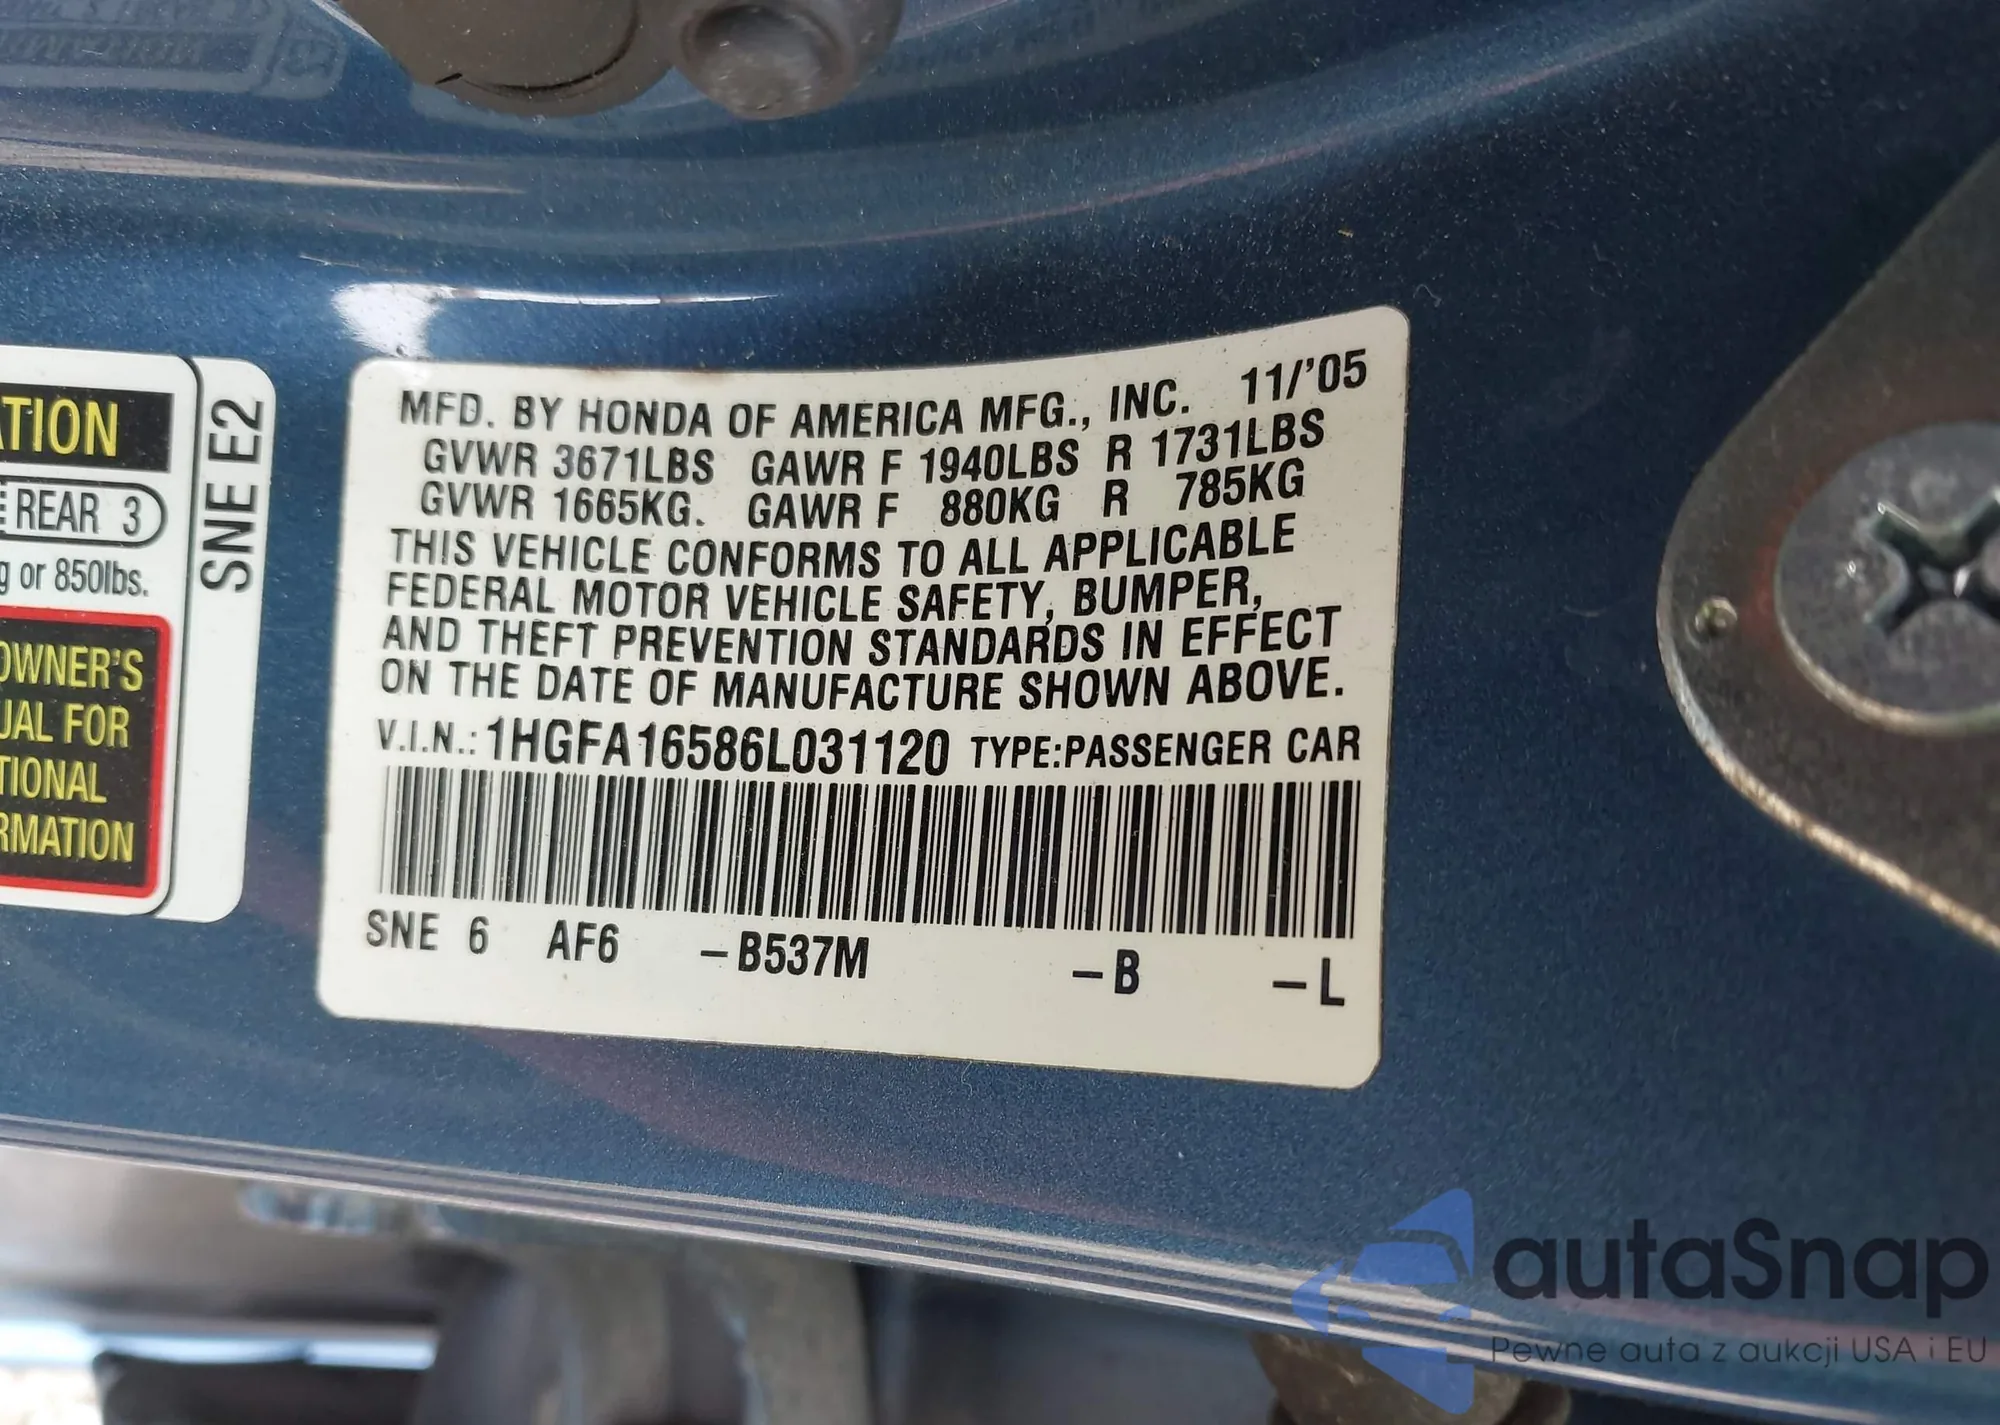 ATION
REAR 3
g or 850lbs.
OWNER'S
UAL FOR
TIONAL
RMATION
SNE E2
MFD. BY HONDA OF AMERICA MFG., INC. 11/'05
GVWR 3671LBS GAWR F 1940LBS R 1731LBS
GVWR 1665KG. GAWR F 880KG R 785KG
THIS VEHICLE CONFORMS TO ALL APPLICABLE
FEDERAL MOTOR VEHICLE SAFETY, BUMPER,
AND THEFT PREVENTION STANDARDS IN EFFECT
ON THE DATE OF MANUFACTURE SHOWN ABOVE.
V.I.N.: 1HGFA16586L031120 TYPE:PASSENGER CAR
SNE 6 AF6 –B537M –B –L
autaSnap
Pewne auta z aukcji USA i EU